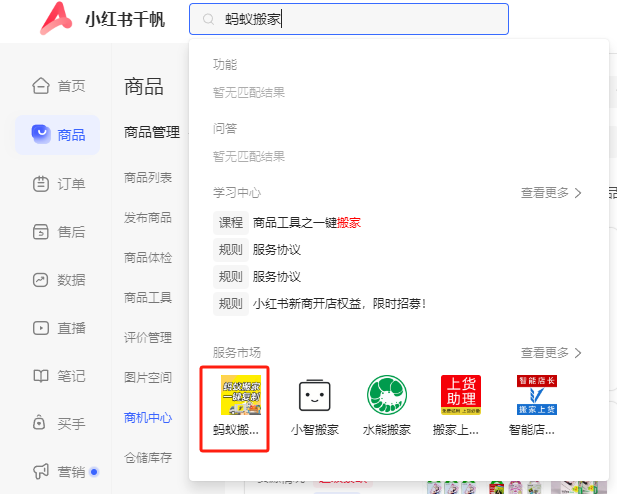 小红书千帆
蚂蚁搬家
首页
商品
订单
售后
数据
直播
笔记
买手
营销
商品
商品管理
商品列表
发布商品
商品体检
商品工具
评价管理
图片空间
商机中心
仓储库存
功能
暂无匹配结果
问答
暂无匹配结果
学习中心
查看更多
课程 商品工具之一键搬家
规则 服务协议
规则 服务协议
规则 小红书新商开店权益，限时招募！
服务市场
查看更多
蚂蚁搬家
一键复制
蚂蚁搬...
小智搬家
水熊搬家
上货
助理
搬家上...
智能店长
搬家上货
智能店...